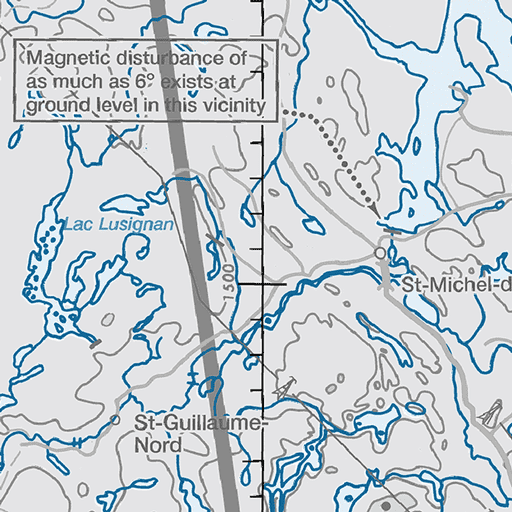 Magnetic disturbance of
as much as 6° exists at
ground level in this vicinity
Lac Lusignan
1500
St-Michel-d
St-Guillaume-
Nord